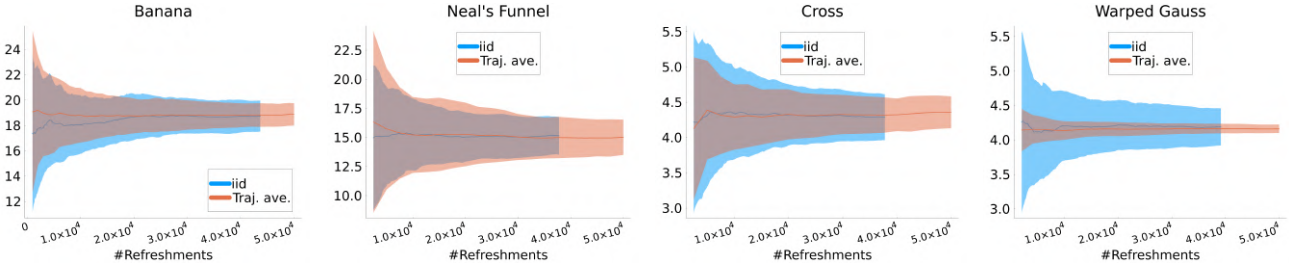 Banana
24
22
20
18
16
14
12
iid
Traj. ave.
0
1.0×10⁴
2.0×10⁴
3.0×10⁴
4.0×10⁴
5.0×10⁴
#Refreshments
Neal's Funnel
22.5
20.0
17.5
15.0
12.5
10.0
iid
Traj. ave.
1.0×10⁴
2.0×10⁴
3.0×10⁴
4.0×10⁴
5.0×10⁴
#Refreshments
Cross
5.5
5.0
4.5
4.0
3.5
3.0
iid
Traj. ave.
1.0×10⁴
2.0×10⁴
3.0×10⁴
4.0×10⁴
5.0×10⁴
#Refreshments
Warped Gauss
5.5
5.0
4.5
4.0
3.5
3.0
iid
Traj. ave.
1.0×10⁴
2.0×10⁴
3.0×10⁴
4.0×10⁴
5.0×10⁴
#Refreshments